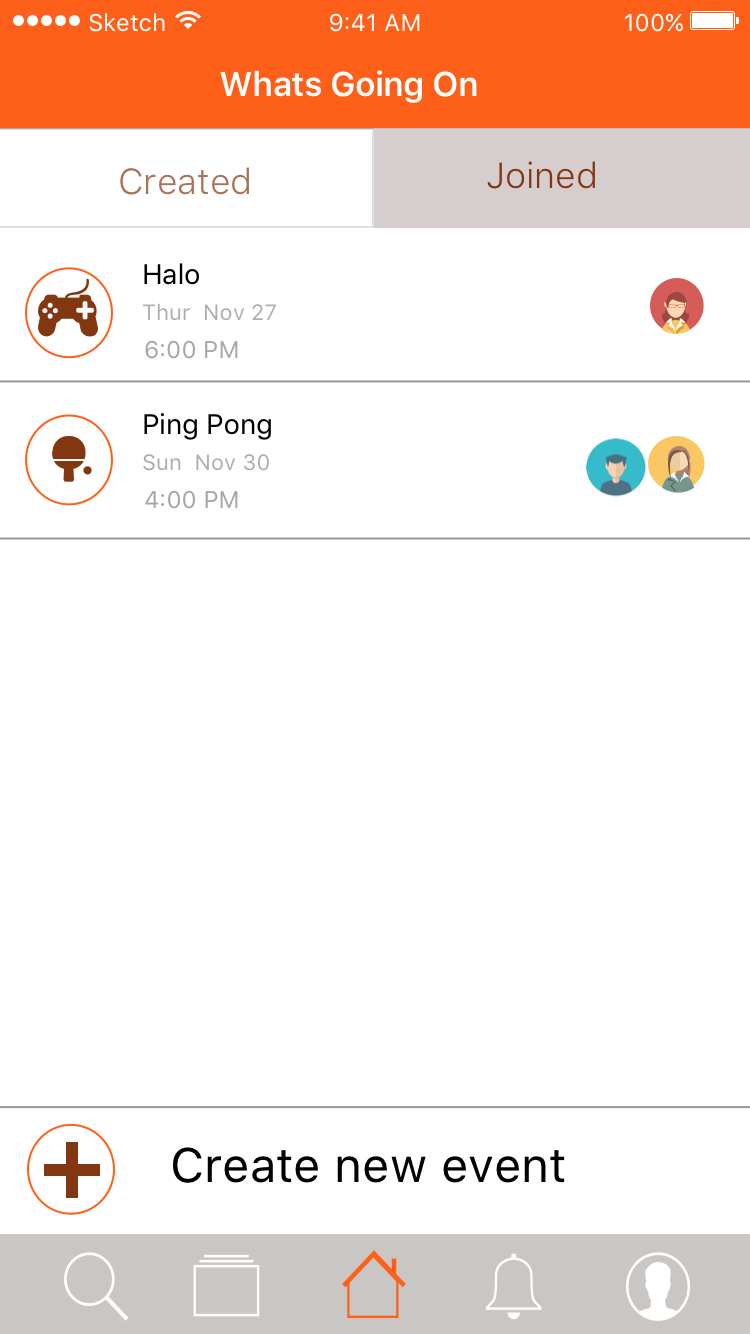 Sketch 9:41 AM 100%
Whats Going On
Created Joined
Halo
Thur Nov 27
6:00 PM
Ping Pong
Sun Nov 30
4:00 PM
Create new event